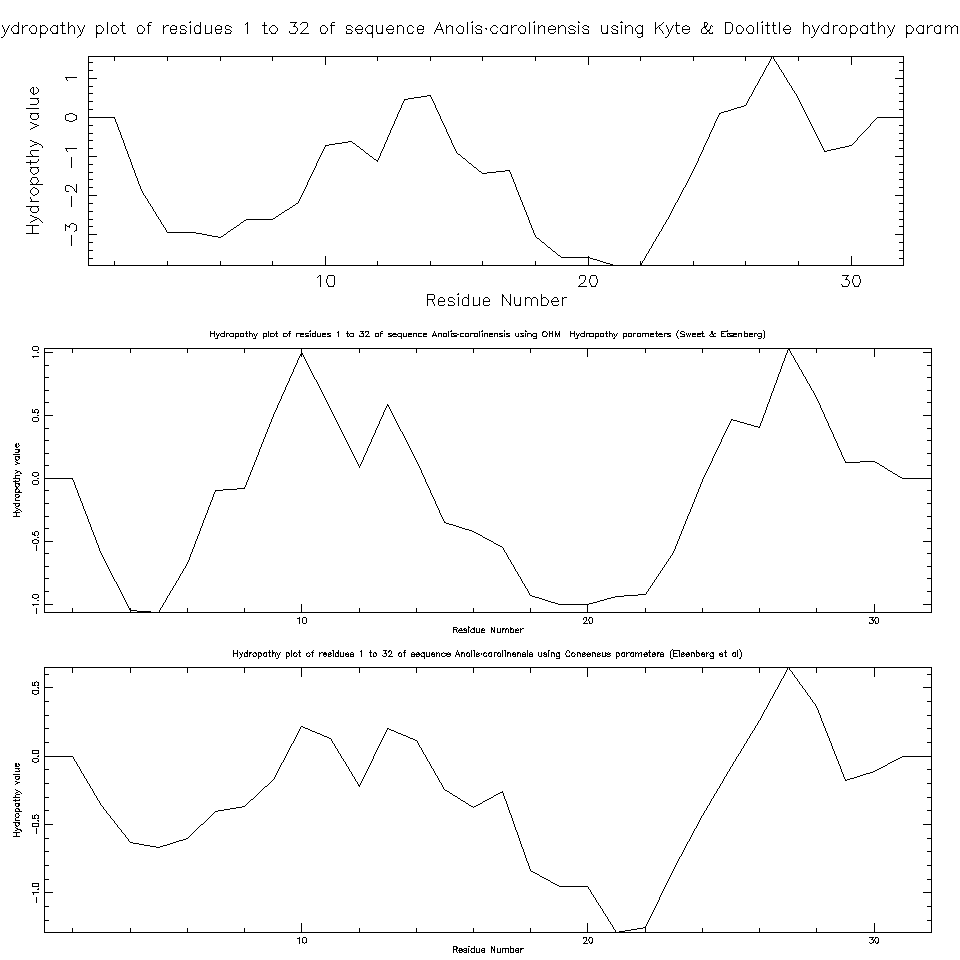 ydropathy plot of residues 1 to 32 of sequence Anolis-carolinensis using Kyte & Doolittle hydropathy param
Hydropathy value
1
0
-1
-2
-3
10
20
30
Residue Number
Hydropathy plot of residues 1 to 32 of sequence Anolis-carolinensis using OHM Hydropathy parameters (Sweet & Eisenberg)
Hydropathy value
1.0
0.5
0.0
-0.5
-1.0
10
20
30
Residue Number
Hydropathy plot of residues 1 to 32 of sequence Anolis-carolinensis using Consensus parameters (Eisenberg et al)
Hydropathy value
0.5
0.0
-0.5
-1.0
10
20
30
Residue Number